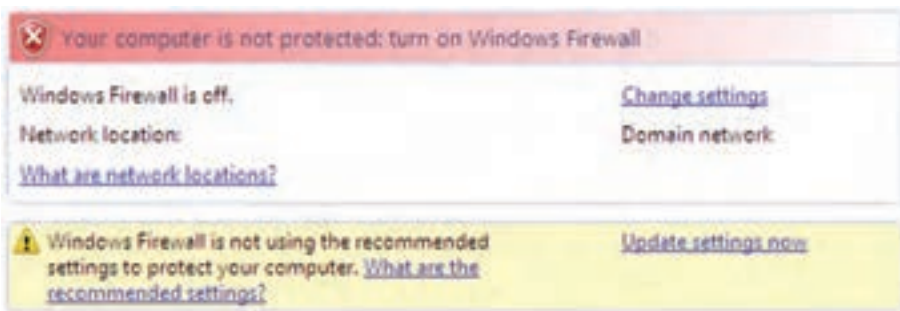 Your computer is not protected: turn on Windows Firewall
Windows Firewall is off.
Change settings
Network location:
Domain network
What are network locations?
Windows Firewall is not using the recommended
settings to protect your computer. What are the
recommended settings?
Update settings now